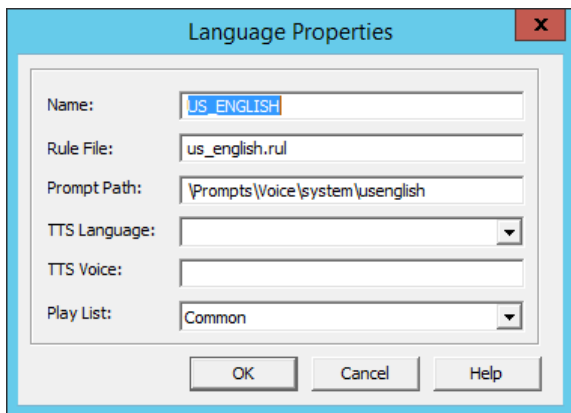 Language Properties
x
Name: US_ENGLISH
Rule File: us_english.rul
Prompt Path: \Prompts\Voice\system\usenglish
TTS Language:
TTS Voice:
Play List: Common
OK Cancel Help